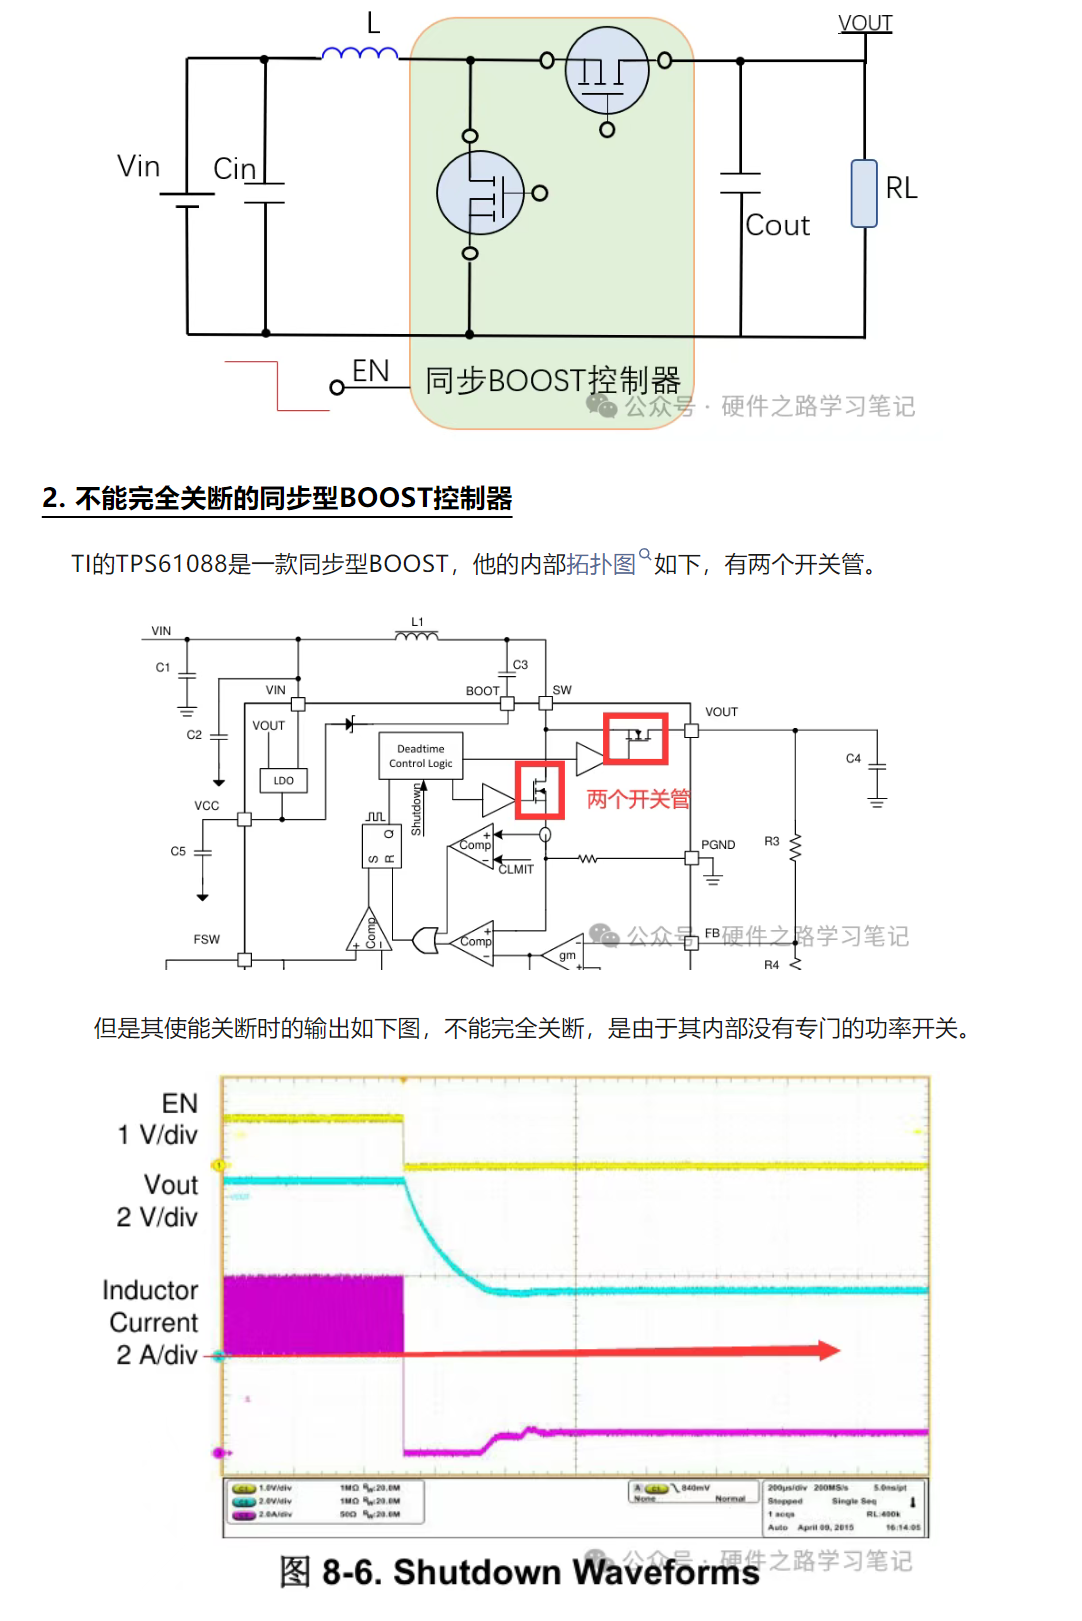 L
VOUT
Vin
Cin
Cout
RL
EN
同步BOOST控制器
公众号 · 硬件之路学习笔记
2. 不能完全关断的同步型BOOST控制器
TI的TPS61088是一款同步型BOOST，他的内部拓扑图如下，有两个开关管。
L1
VIN
C1
C3
VIN
BOOT
SW
VOUT
C2
VOUT
Deadtime
Control Logic
C4
LDO
两个开关管
VCC
Shutdown
Q
S
R
Comp
+
−
CLMIT
PGND
R3
C5
FSW
Comp
+
−
Comp
+
−
gm
−
+
FB
R4
公众号 · 硬件之路学习笔记
但是其使能关断时的输出如下图，不能完全关断，是由于其内部没有专门的功率开关。
EN
1 V/div
Vout
2 V/div
Inductor
Current
2 A/div
1.0V/div 1MΩ 20.0M
2.0V/div 1MΩ 20.0M
2.0A/div 50Ω 20.0M
A 840mV
None Normal
200μs/div 200MS/s 5.0ns/pt
Stopped Single Seq
1 acqs RL:400k
Auto April 09, 2015 16:14:05
图 8-6. Shutdown Waveforms
公众号 · 硬件之路学习笔记